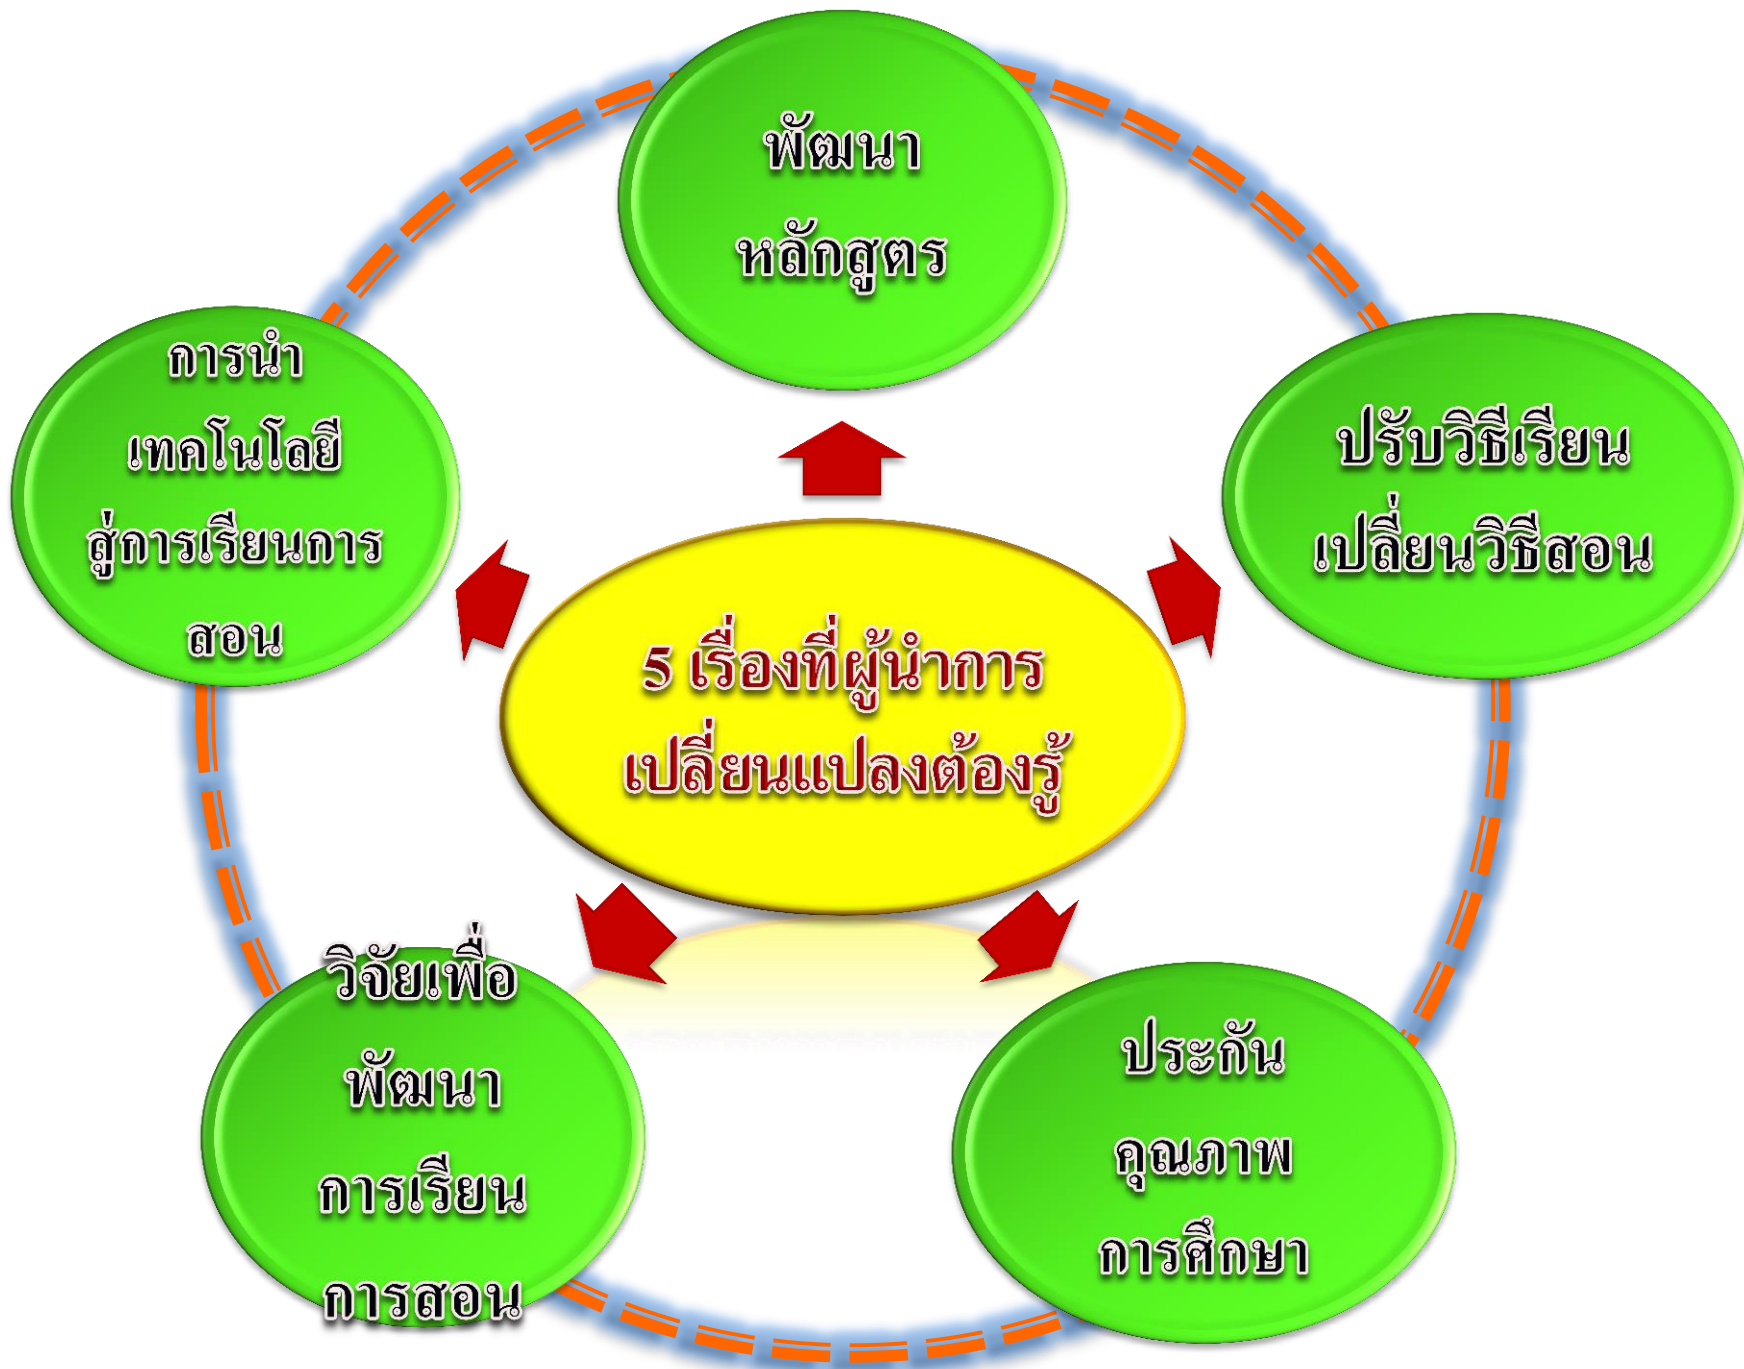 พัฒนา
หลักสูตร
การนำ
เทคโนโลยี
สู่การเรียนการ
สอน
ปรับวิธีเรียน
เปลี่ยนวิธีสอน
5 เรื่องที่ผู้นำการ
เปลี่ยนแปลงต้องรู้
วิจัยเพื่อ
พัฒนา
การเรียน
การสอน
ประกัน
คุณภาพ
การศึกษา